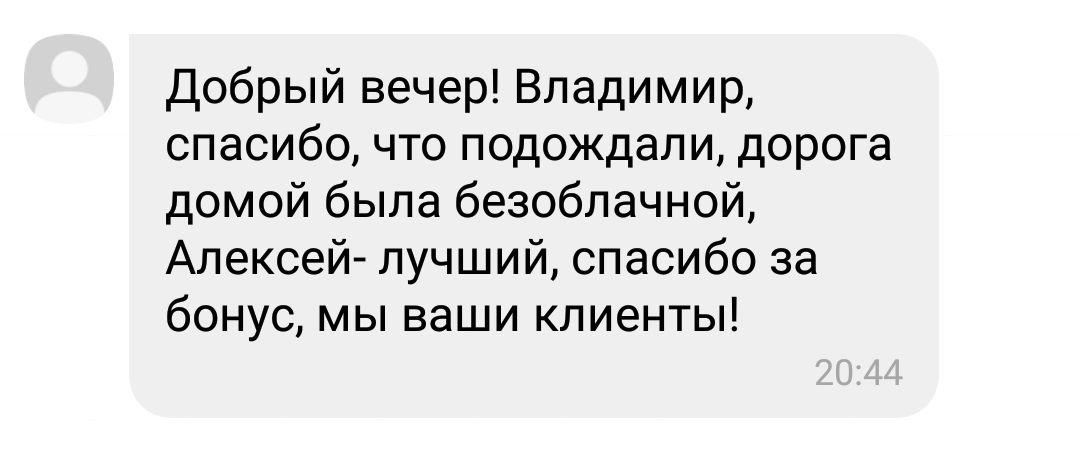 Добрый вечер! Владимир,
спасибо, что подождали, дорога
домой была безоблачной,
Алексей- лучший, спасибо за
бонус, мы ваши клиенты!
20:44